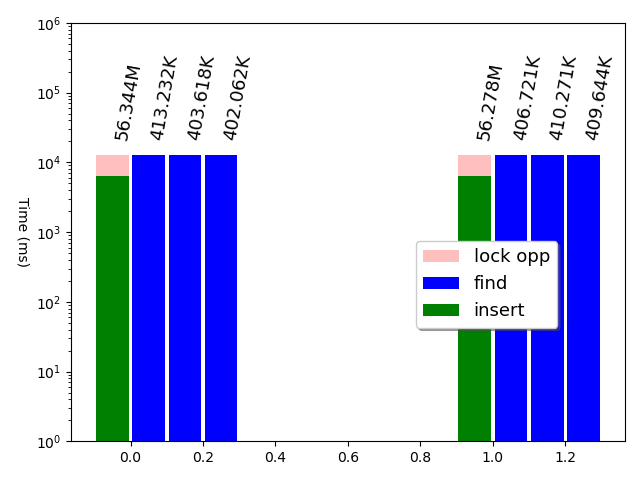 56.344M
413.232K
403.618K
402.062K
56.278M
406.721K
410.271K
409.644K
Time (ms)
10^6
10^5
10^4
10^3
10^2
10^1
10^0
lock opp
find
insert
0.0 0.2 0.4 0.6 0.8 1.0 1.2